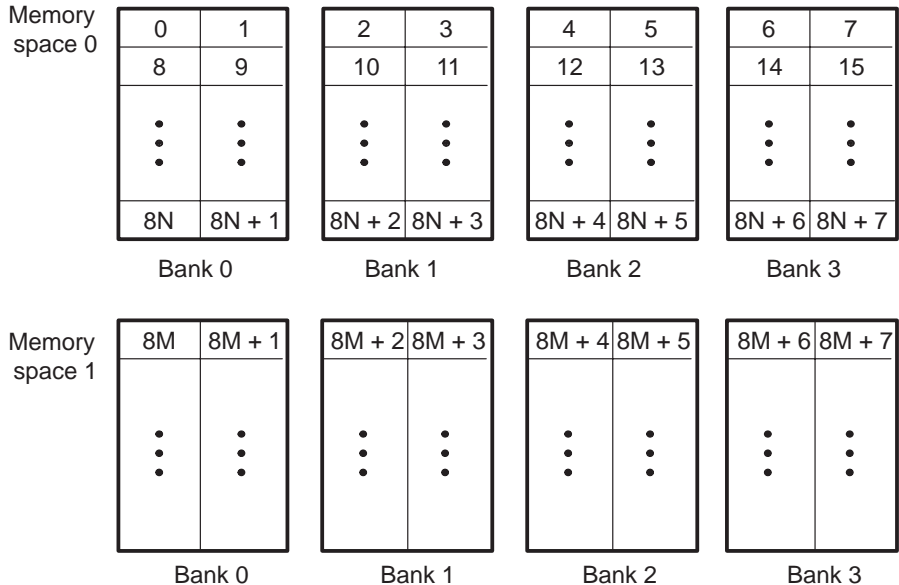 Memory
space 0
0 1 2 3 4 5 6 7
8 9 10 11 12 13 14 15
8N 8N + 1 8N + 2 8N + 3 8N + 4 8N + 5 8N + 6 8N + 7
Bank 0 Bank 1 Bank 2 Bank 3
Memory
space 1
8M 8M + 1 8M + 2 8M + 3 8M + 4 8M + 5 8M + 6 8M + 7
Bank 0 Bank 1 Bank 2 Bank 3